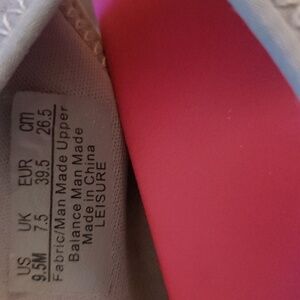 US UK EUR cm
9.5M 7.5 39.5 26.5
Fabric/Man Made Upper
Balance Man Made
Made in China
LEISURE